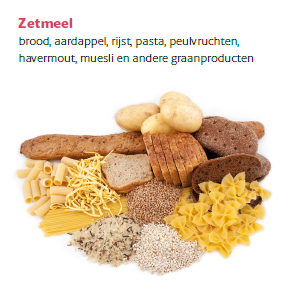 Zetmeel
brood, aardappel, rijst, pasta, peulvruchten,
havermout, muesli en andere graanproducten